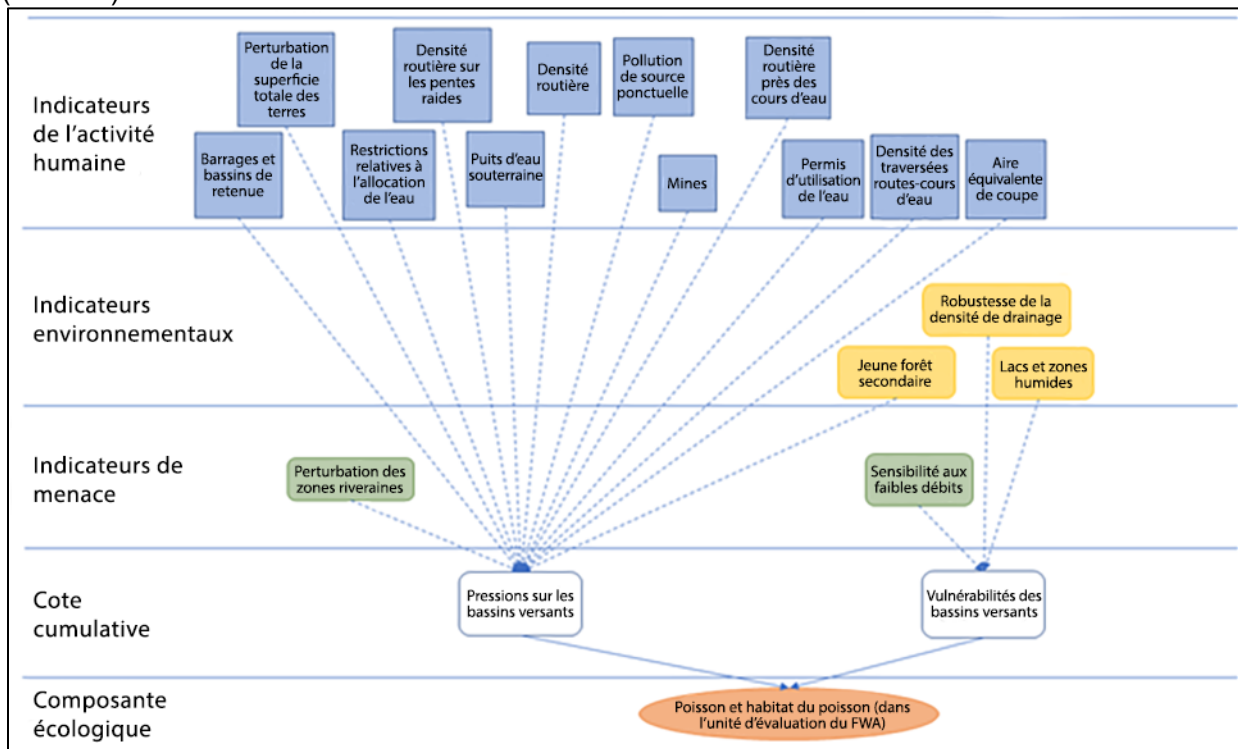 Indicateurs
de l'activité
humaine
Perturbation
de la
superficie
totale des
terres
Densité
routière sur
les pentes
raides
Densité
routière
Pollution
de source
ponctuelle
Densité
routière
près des
cours d'eau
Barrages et
bassins de
retenue
Restrictions
relatives à
l'allocation
de l'eau
Puits d'eau
souterraine
Mines
Permis
d'utilisation
de l'eau
Densité des
traversées
routes-cours
d'eau
Aire
équivalente
de coupe
Indicateurs
environnementaux
Robustesse de la
densité de drainage
Jeune forêt
secondaire
Lacs et zones
humides
Indicateurs de
menace
Perturbation des
zones riveraines
Sensibilité aux
faibles débits
Cote
cumulative
Pressions sur les
bassins versants
Vulnérabilités des
bassins versants
Composante
écologique
Poisson et habitat du poisson (dans
l'unité d'évaluation du FWA)